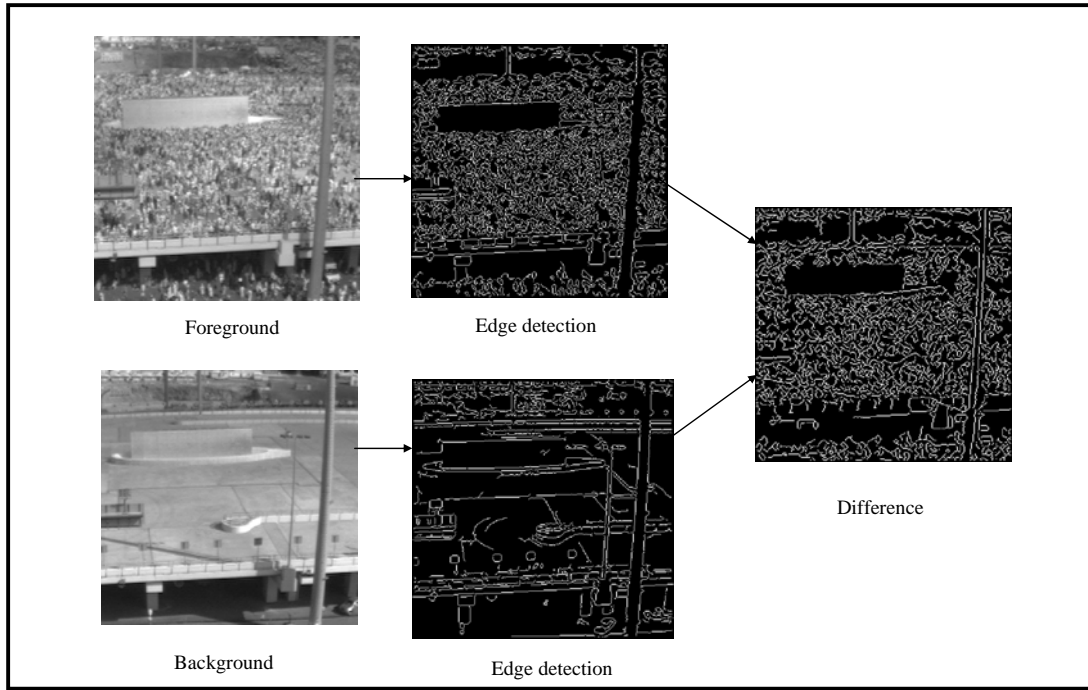 Foreground
Edge detection
Difference
Background
Edge detection